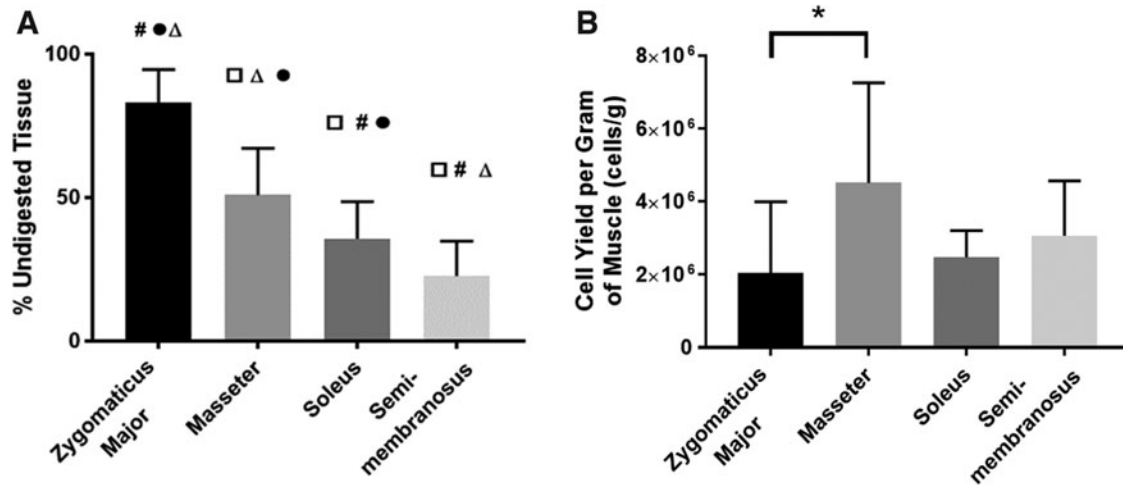 A
# ● Δ
100
□ Δ ●
□ # ●
□ # Δ
50
0
% Undigested Tissue
Zygomaticus
Major
Masseter
Soleus
Semi-
membranosus
B
*
8×10⁶
6×10⁶
4×10⁶
2×10⁶
0
Cell Yield per Gram
of Muscle (cells/g)
Zygomaticus
Major
Masseter
Soleus
Semi-
membranosus